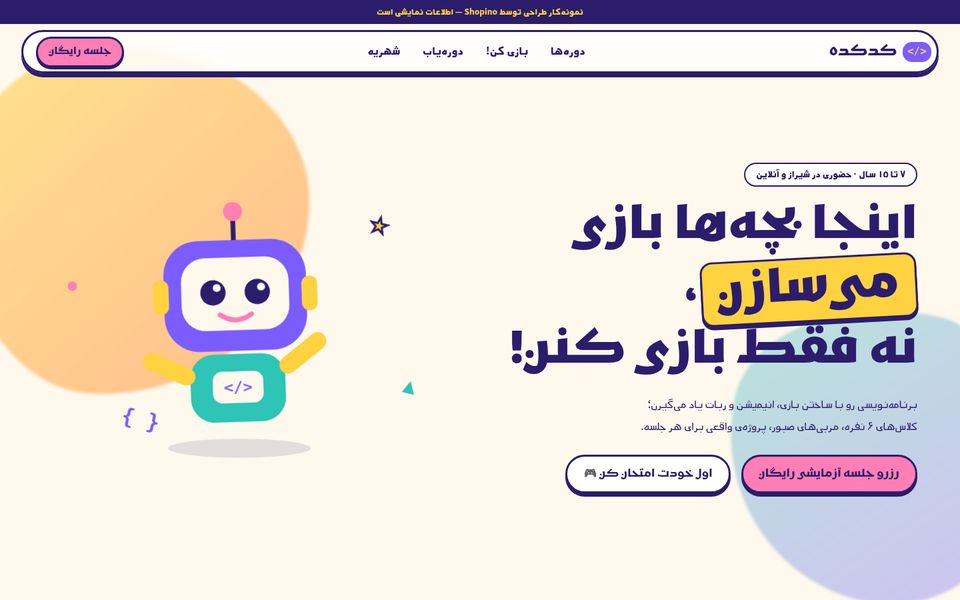 نمونه‌کار طراحی توسط Shopino — اطلاعات نمایشی است
</> کدکده
دوره‌ها
بازی کن!
دوره‌یاب
شهریه
جلسه رایگان
۷ تا ۱۵ سال · حضوری در شیراز و آنلاین
اینجا بچه‌ها بازی
می‌سازن،
نه فقط بازی کنن!
برنامه‌نویسی رو با ساختن بازی، انیمیشن و ربات یاد می‌گیرن؛
کلاس‌های ۶ نفره، مربی‌های صبور، پروژه‌ی واقعی برای هر جلسه.
رزرو جلسه آزمایشی رایگان
اول خودت امتحان کن 🎮
</>
{ }